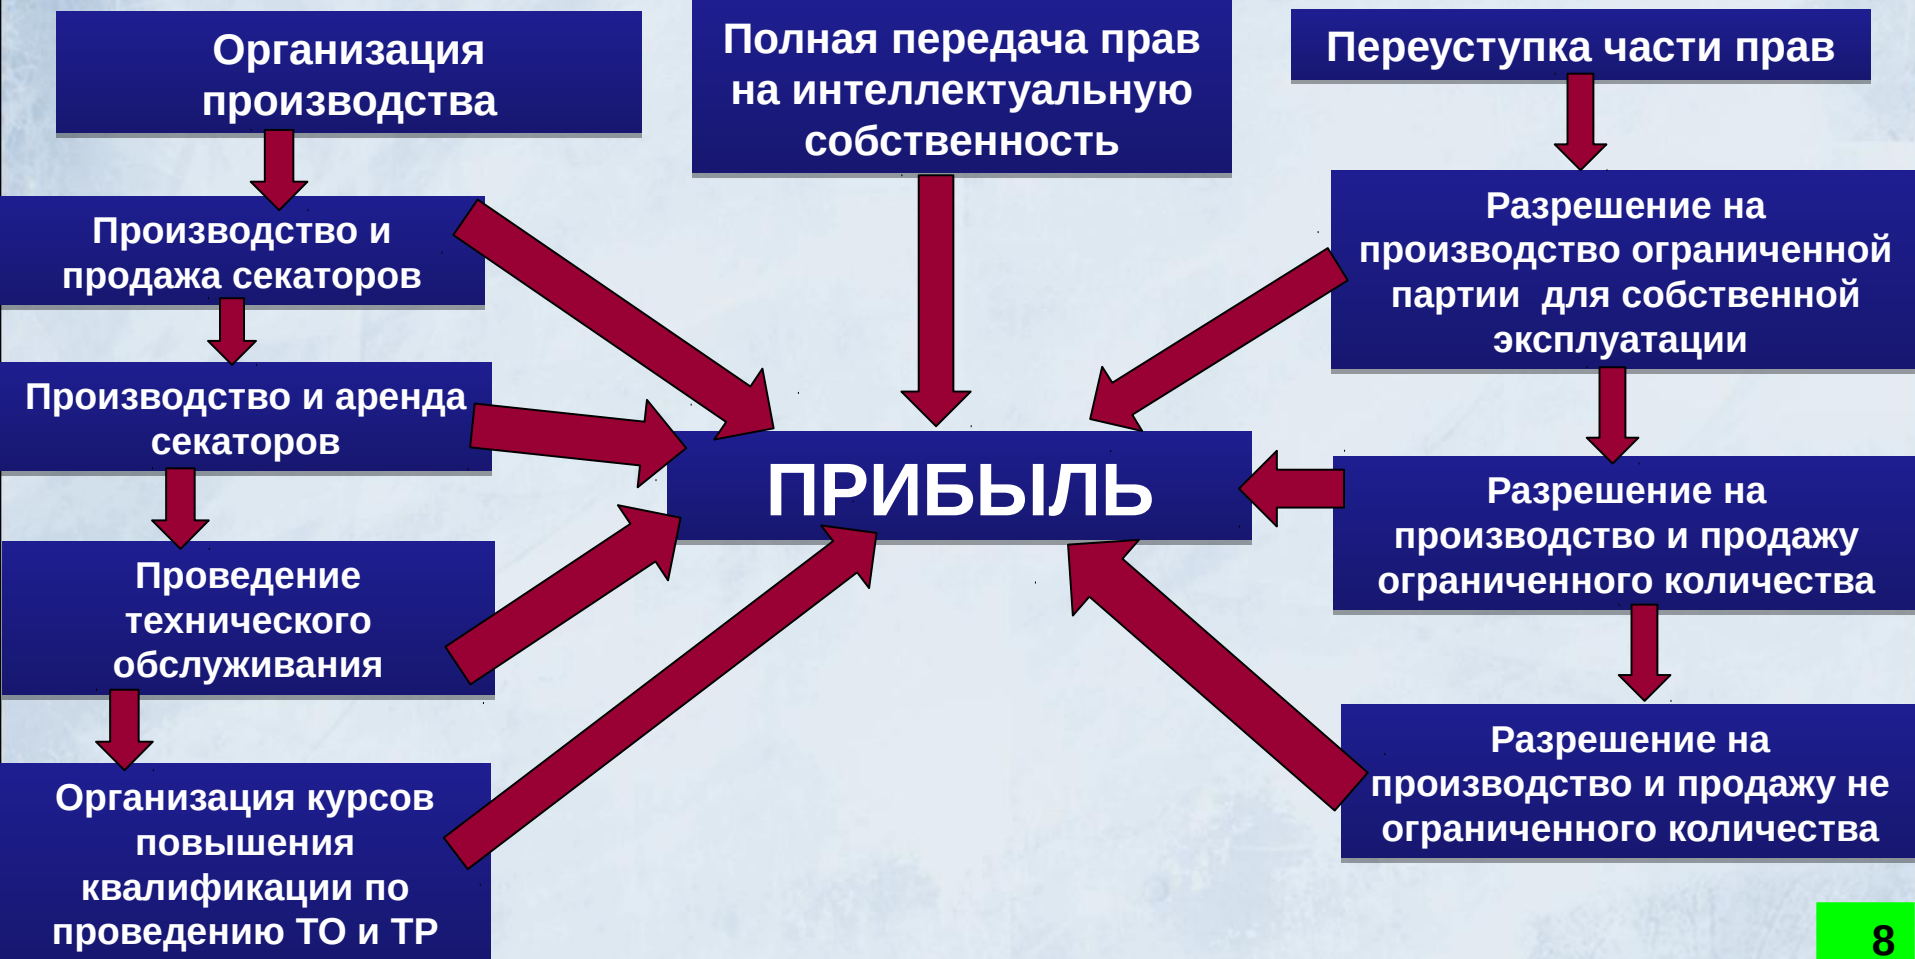 Организация
производства
Полная передача прав
на интеллектуальную
собственность
Переуступка части прав
Производство и
продажа секаторов
Производство и аренда
секаторов
Проведение
технического
обслуживания
Организация курсов
повышения
квалификации по
проведению ТО и ТР
ПРИБЫЛЬ
Разрешение на
производство ограниченной
партии для собственной
эксплуатации
Разрешение на
производство и продажу
ограниченного количества
Разрешение на
производство и продажу не
ограниченного количества
8